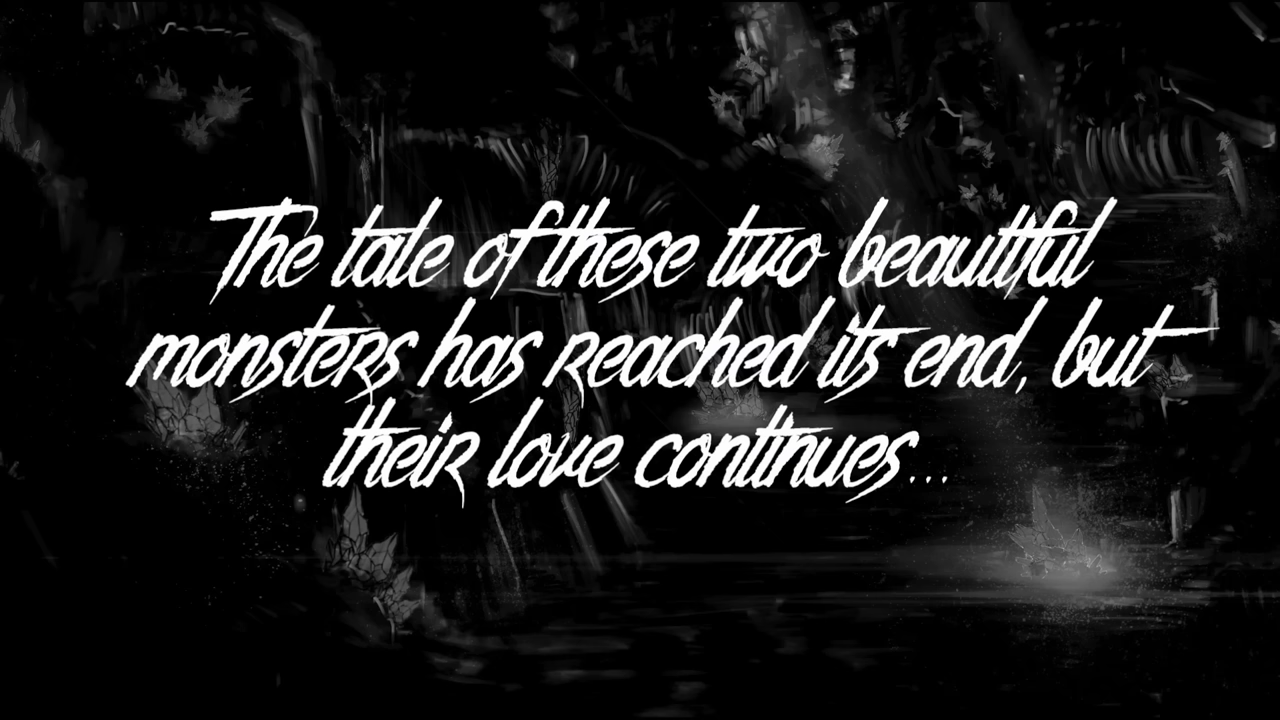 The tale of these two beautiful
monsters has reached its end, but
their love continues...